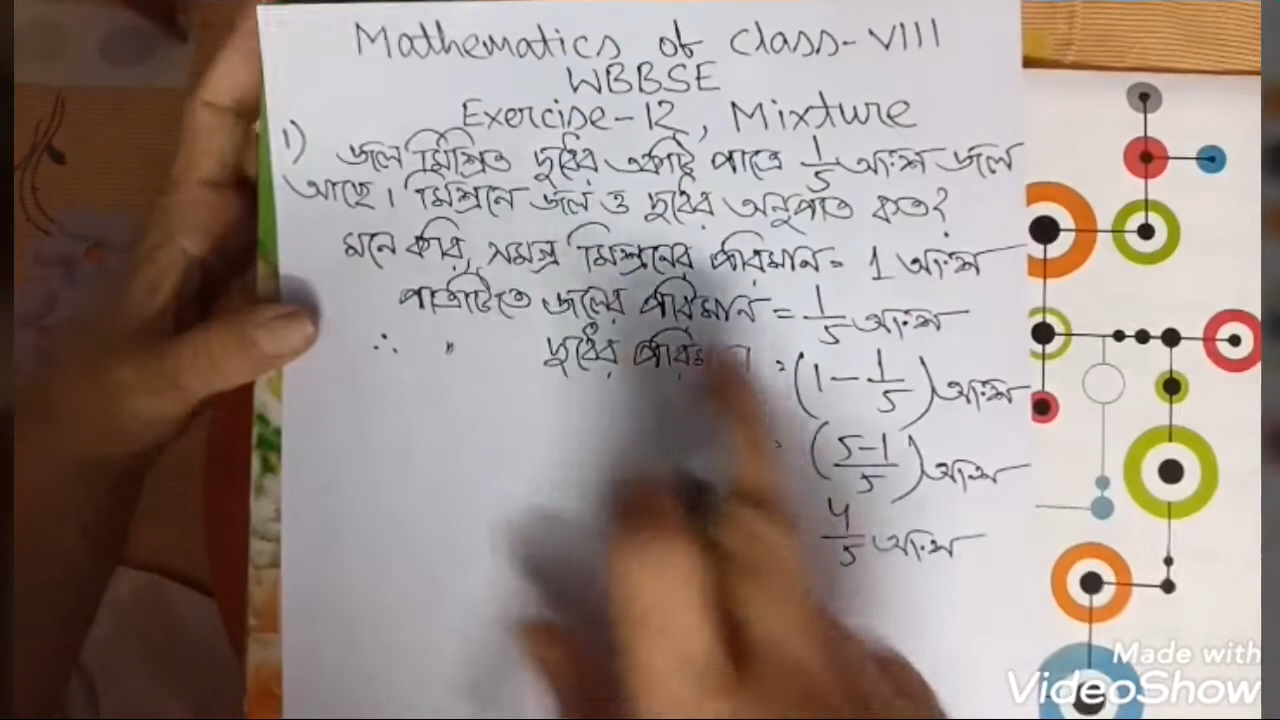 Mathematics of Class-VIII
WBBSE
Exercise-12, Mixture
1) জল মিশ্রিত দুধের একটি পাত্রে 1/5 অংশ জল
আছে। মিশ্রনে জল ও দুধের অনুপাত কত?
মনে করি, সমগ্র মিশ্রনের পরিমান = 1 অংশ
পাত্রটিতে জলের পরিমান = 1/5 অংশ
∴ " দুধের = (1 - 1/5) অংশ
(5-1/5) অংশ
4/5 অংশ
Made with
VideoShow